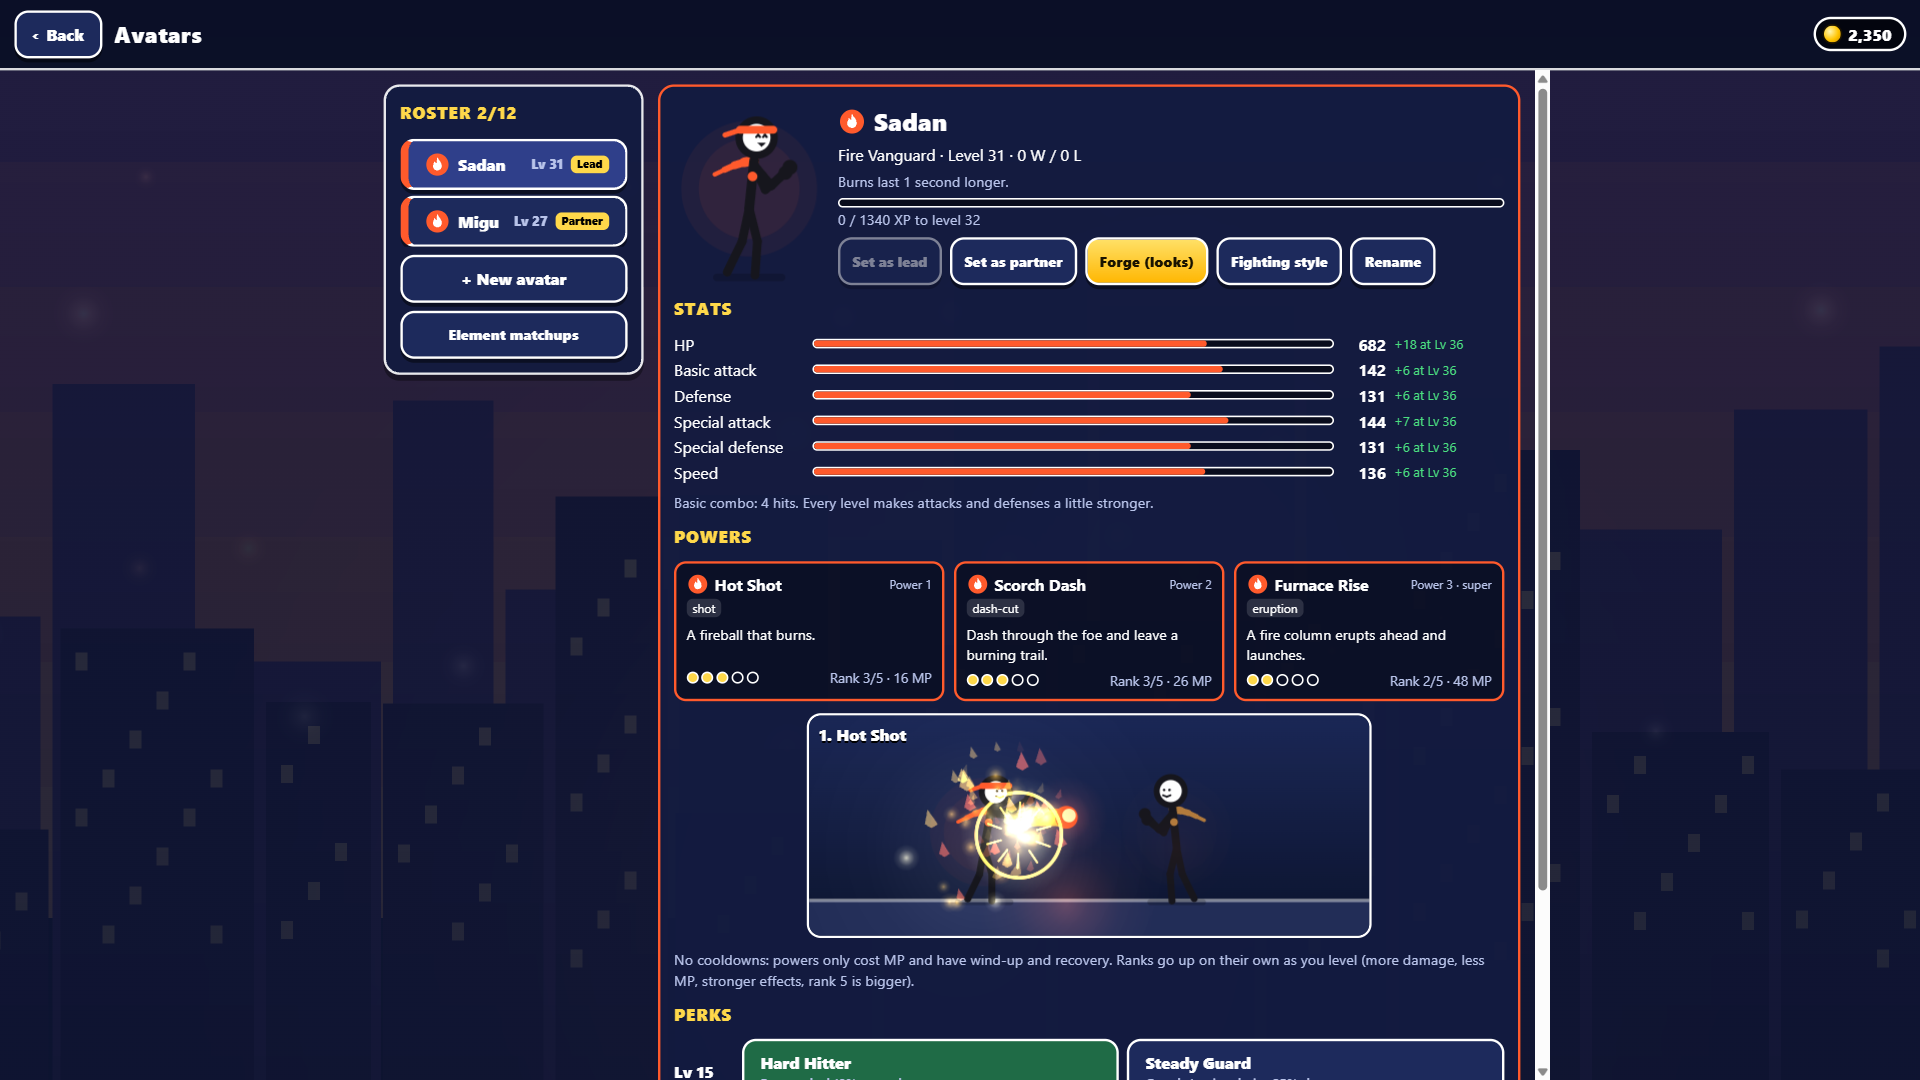 ‹ Back
Avatars
2,350
ROSTER 2/12
Sadan Lv 31 Lead
Migu Lv 27 Partner
+ New avatar
Element matchups
Sadan
Fire Vanguard · Level 31 · 0 W / 0 L
Burns last 1 second longer.
0 / 1340 XP to level 32
Set as lead
Set as partner
Forge (looks)
Fighting style
Rename
STATS
HP 682 +18 at Lv 36
Basic attack 142 +6 at Lv 36
Defense 131 +6 at Lv 36
Special attack 144 +7 at Lv 36
Special defense 131 +6 at Lv 36
Speed 136 +6 at Lv 36
Basic combo: 4 hits. Every level makes attacks and defenses a little stronger.
POWERS
Hot Shot Power 1
shot
A fireball that burns.
Rank 3/5 · 16 MP
Scorch Dash Power 2
dash-cut
Dash through the foe and leave a
burning trail.
Rank 3/5 · 26 MP
Furnace Rise Power 3 · super
eruption
A fire column erupts ahead and
launches.
Rank 2/5 · 48 MP
1. Hot Shot
No cooldowns: powers only cost MP and have wind-up and recovery. Ranks go up on their own as you level (more damage, less
MP, stronger effects, rank 5 is bigger).
PERKS
Lv 15
Hard Hitter
Steady Guard